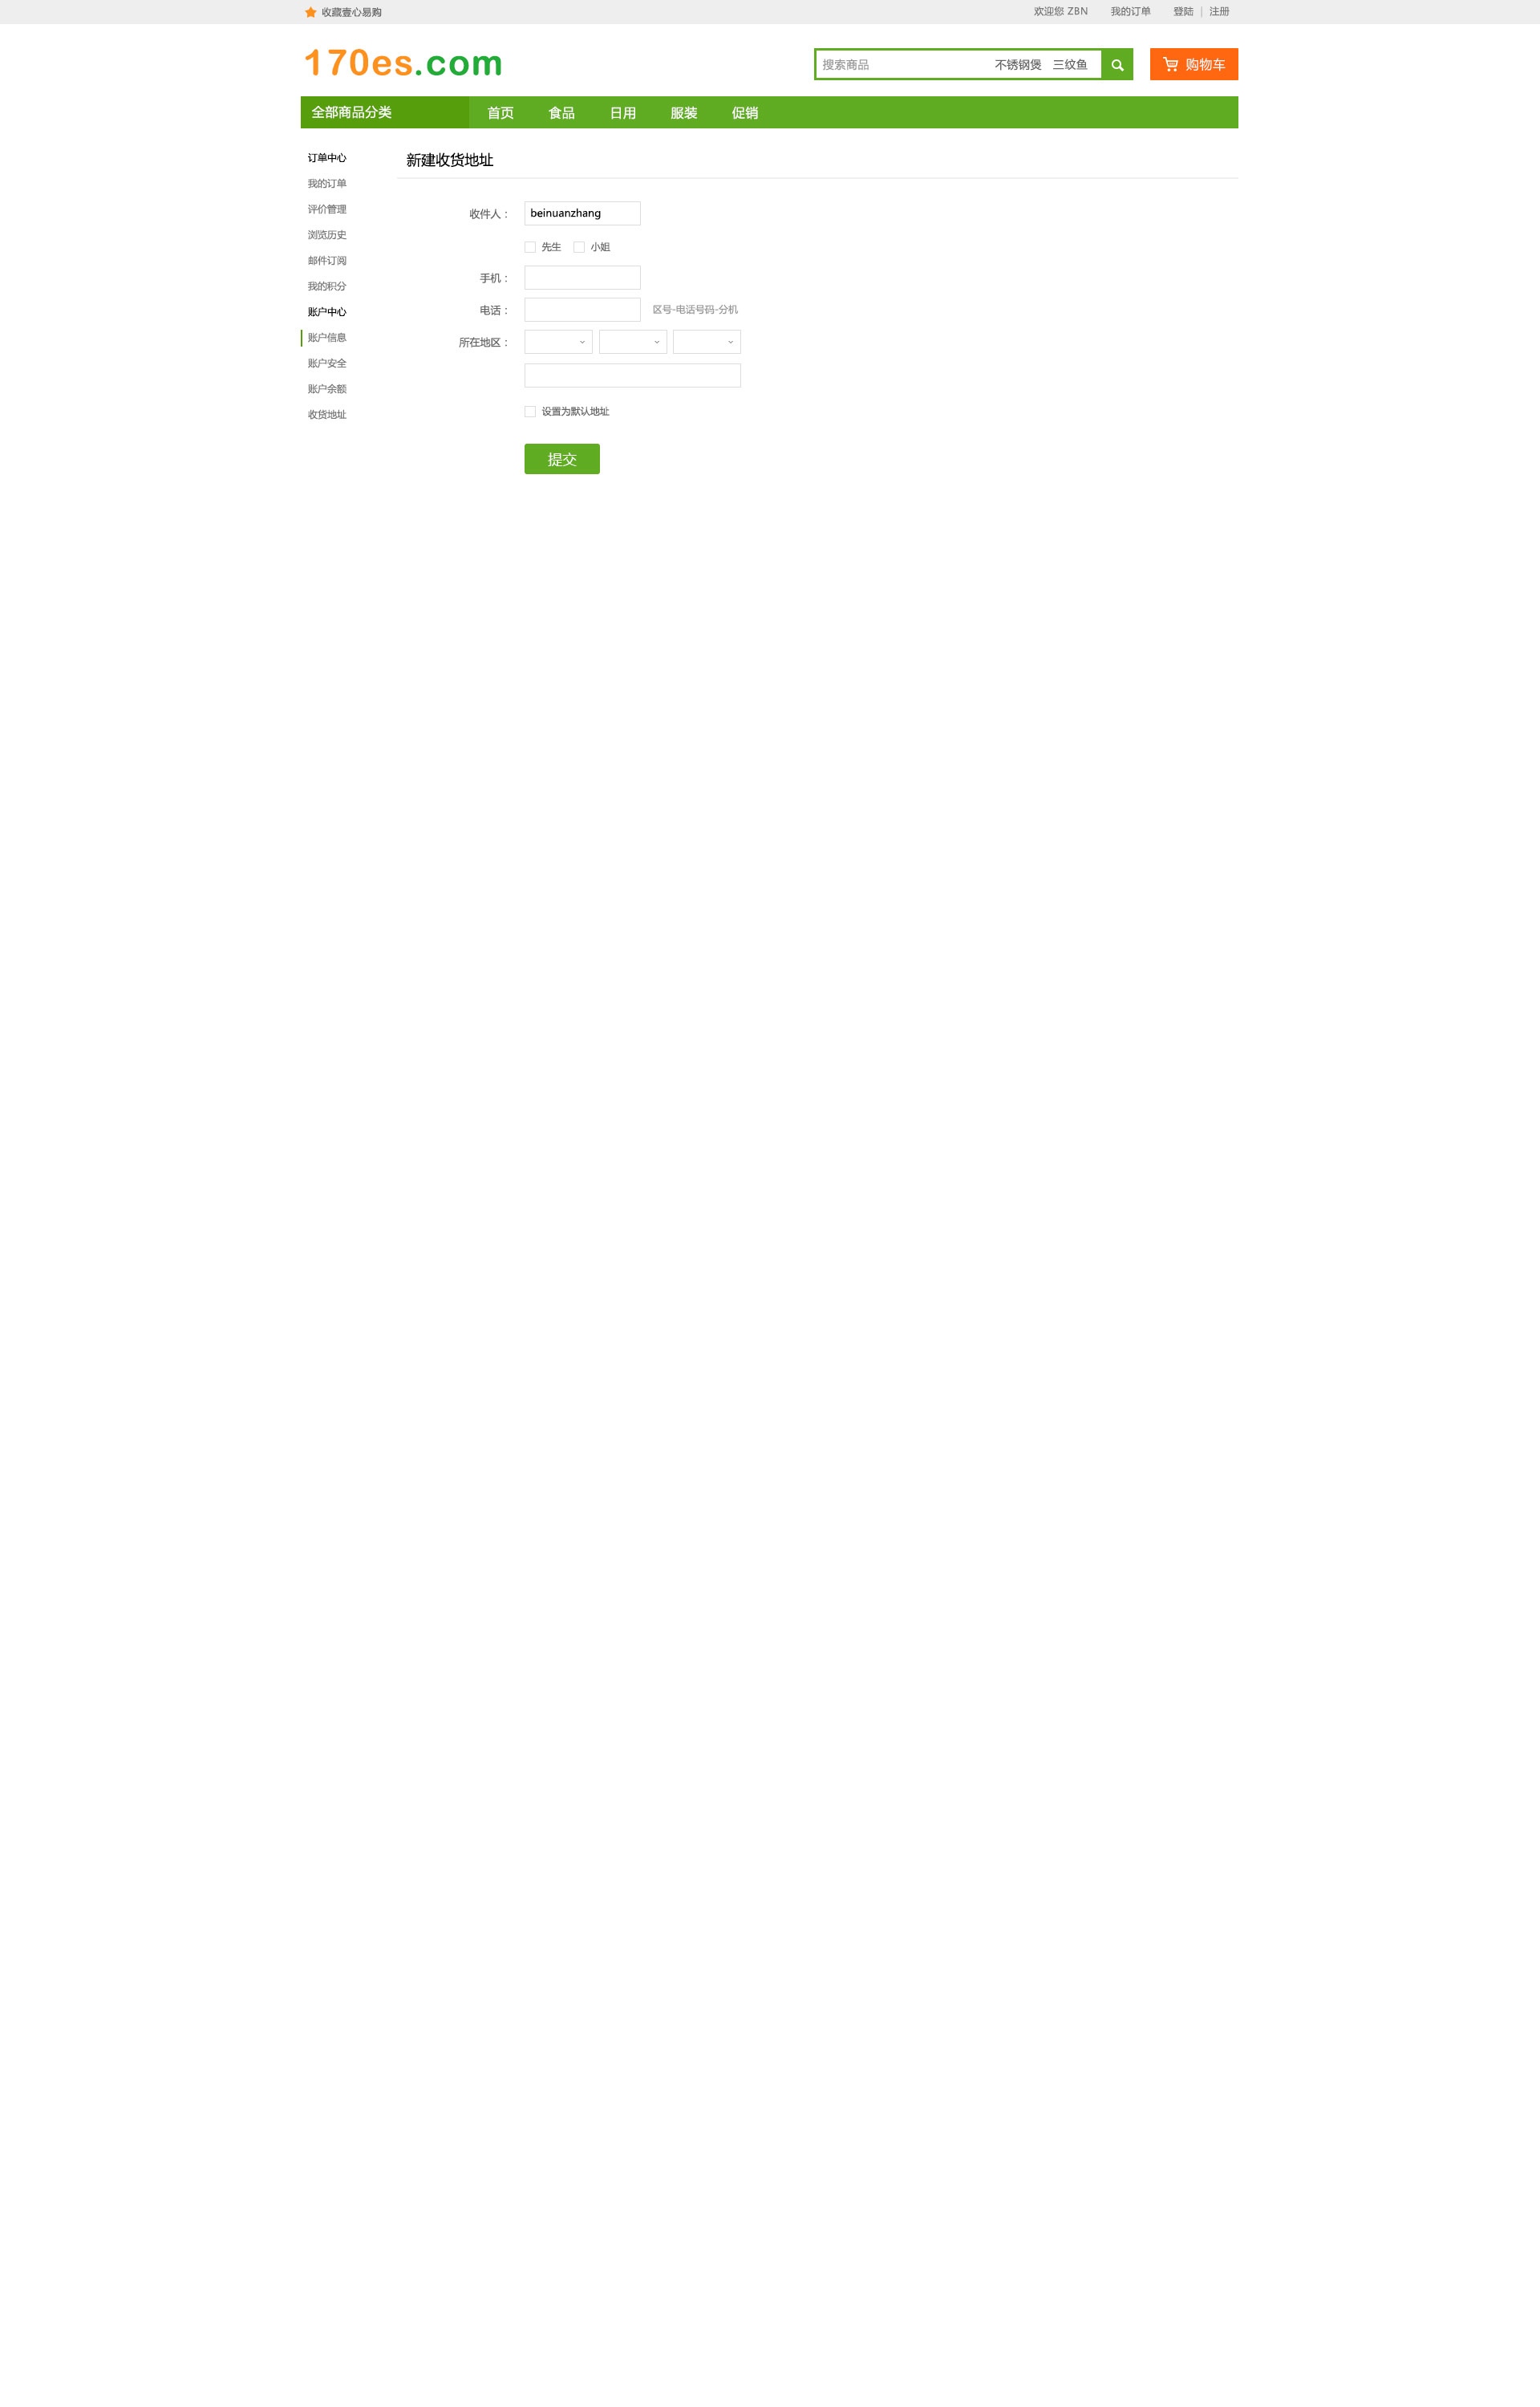 收藏壹心易购
欢迎您 ZBN 我的订单 登陆 | 注册
170es.com
搜索商品 不锈钢煲 三纹鱼
购物车
全部商品分类 首页 食品 日用 服装 促销
订单中心
我的订单
评价管理
浏览历史
邮件订阅
我的积分
账户中心
账户信息
账户安全
账户余额
收货地址
新建收货地址
收件人： beinuanzhang
先生 小姐
手机：
电话： 区号-电话号码-分机
所在地区：
设置为默认地址
提交